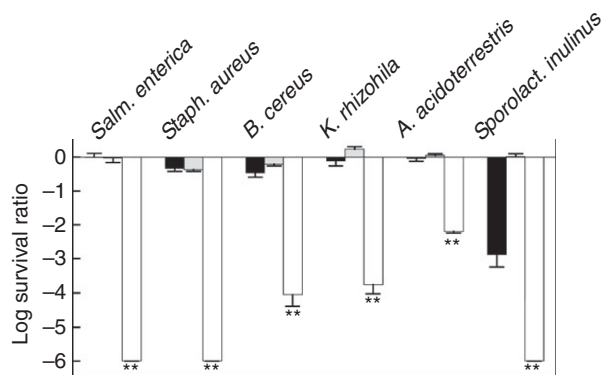 Salm. enterica
Staph. aureus
B. cereus
K. rhizohila
A. acidoterrestris
Sporolact. inulinus
Log survival ratio
0
−1
−2
−3
−4
−5
−6
**
**
**
**
**
**